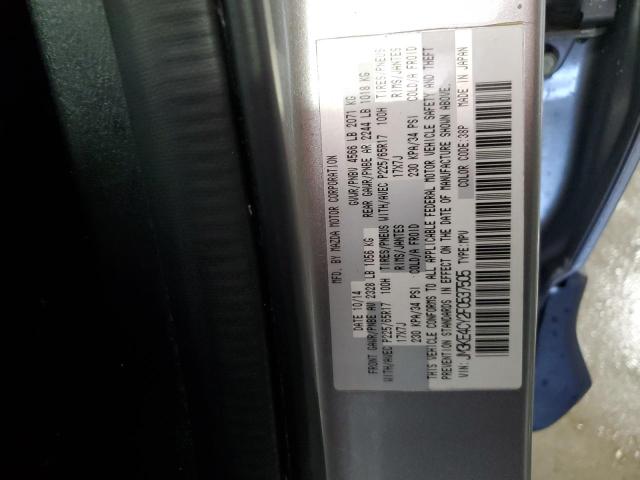 MFD. BY MAZDA MOTOR CORPORATION
DATE 10/14 GVWR/PNBV 4566 LB 2071 KG
FRONT GAWR/PNBE AV 2328 LB 1056 KG REAR GAWR/PNBE AR 2244 LB 1018 KG
WITH/AVEC P225/65R17 100H TIRES/PNEUS WITH/AVEC P225/65R17 100H TIRES/PNEUS
17X7J RIMS/JANTES 17X7J RIMS/JANTES
230 KPA/34 PSI COLD/A FROID 230 KPA/34 PSI COLD/A FROID
THIS VEHICLE CONFORMS TO ALL APPLICABLE FEDERAL MOTOR VEHICLE SAFETY AND THEFT
PREVENTION STANDARDS IN EFFECT ON THE DATE OF MANUFACTURE SHOWN ABOVE.
VIN: TYPE:MPV COLOR CODE:38P MADE IN JAPAN